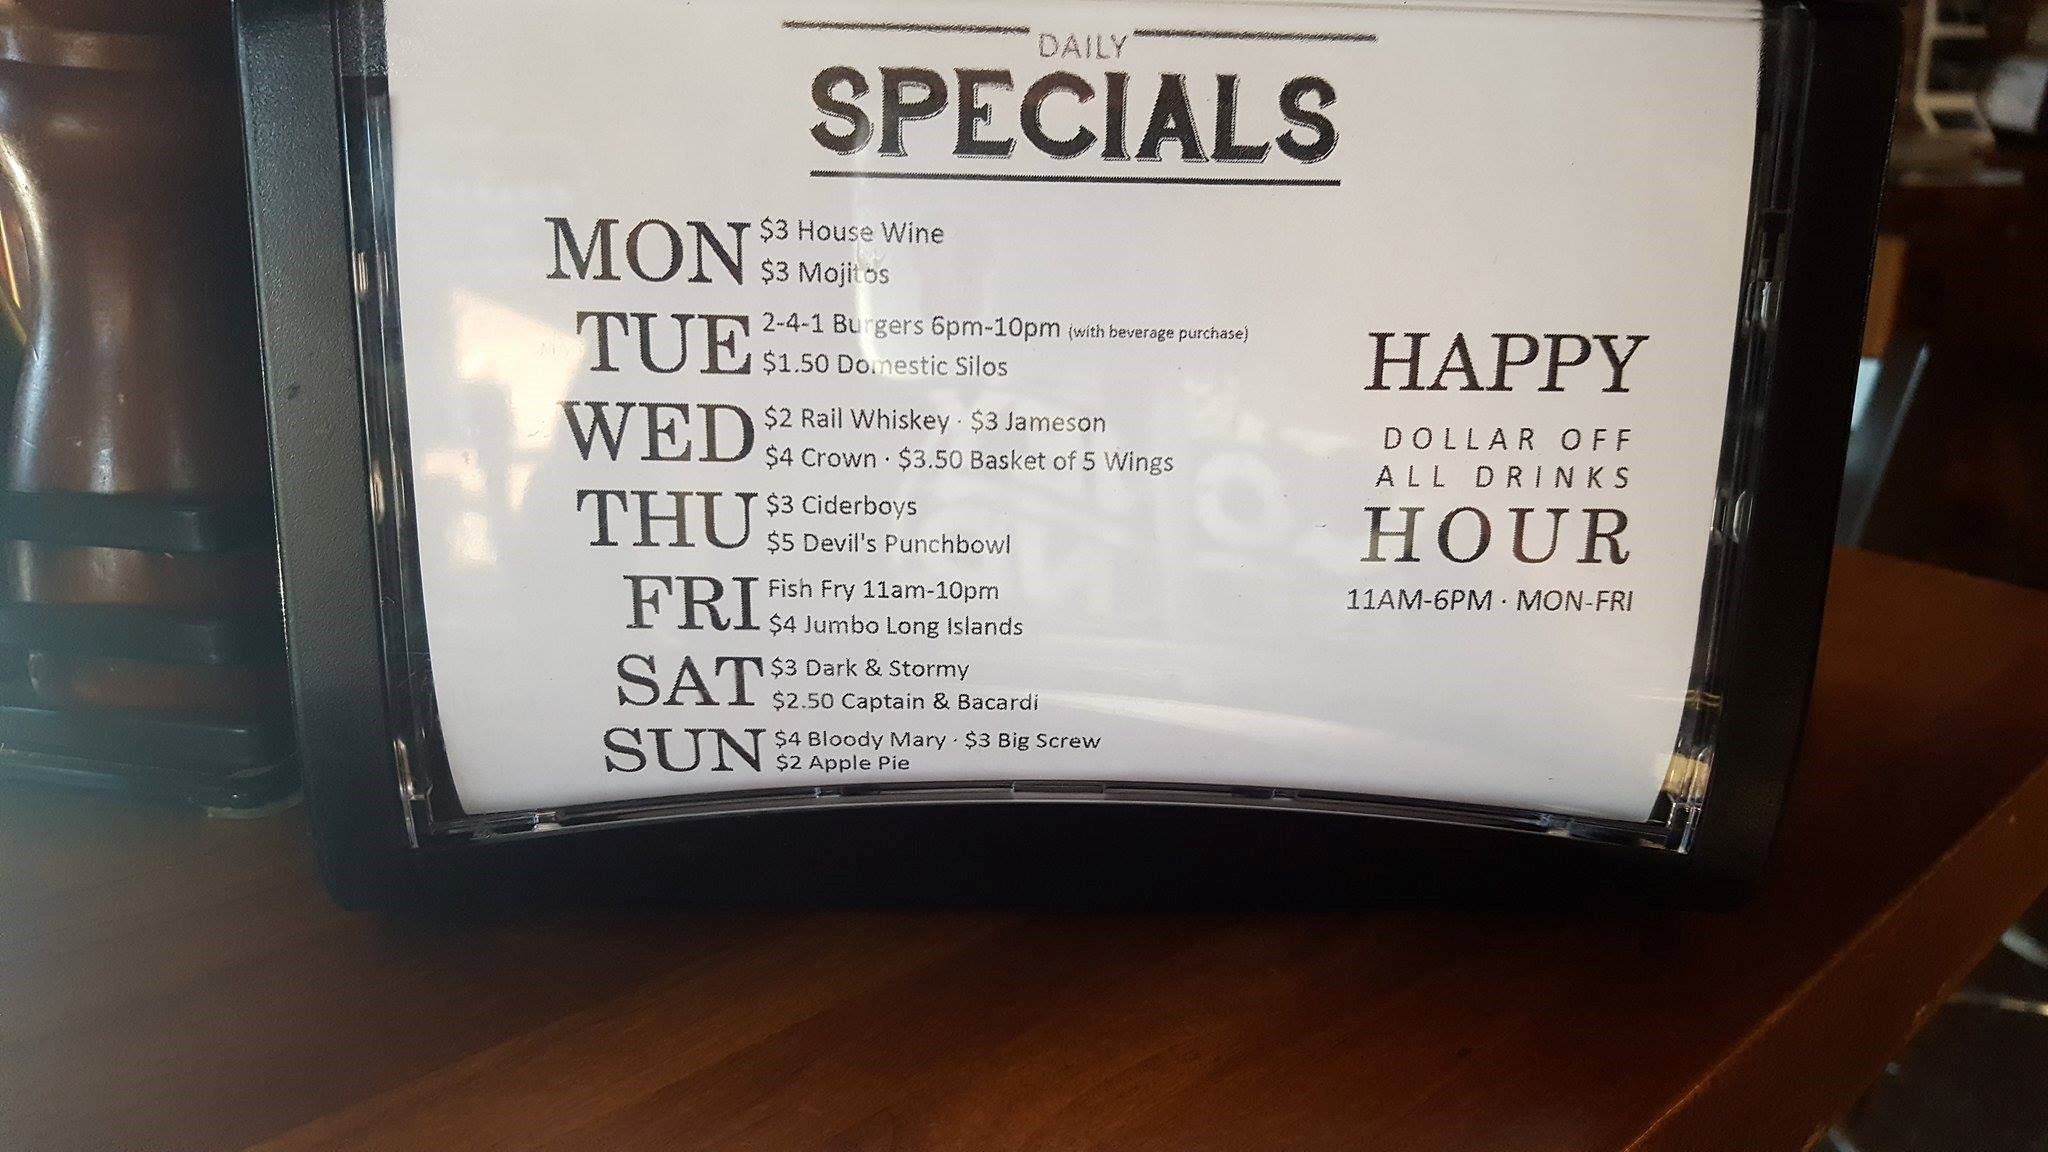 DAILY
SPECIALS
MON
$3 House Wine
$3 Mojitos
TUE
2-4-1 Burgers 6pm-10pm (with beverage purchase)
$1.50 Domestic Silos
WED
$2 Rail Whiskey · $3 Jameson
$4 Crown · $3.50 Basket of 5 Wings
THU
$3 Ciderboys
$5 Devil's Punchbowl
FRI
Fish Fry 11am-10pm
$4 Jumbo Long Islands
SAT
$3 Dark & Stormy
$2.50 Captain & Bacardi
SUN
$4 Bloody Mary · $3 Big Screw
$2 Apple Pie
HAPPY
DOLLAR OFF
ALL DRINKS
HOUR
11AM-6PM · MON-FRI